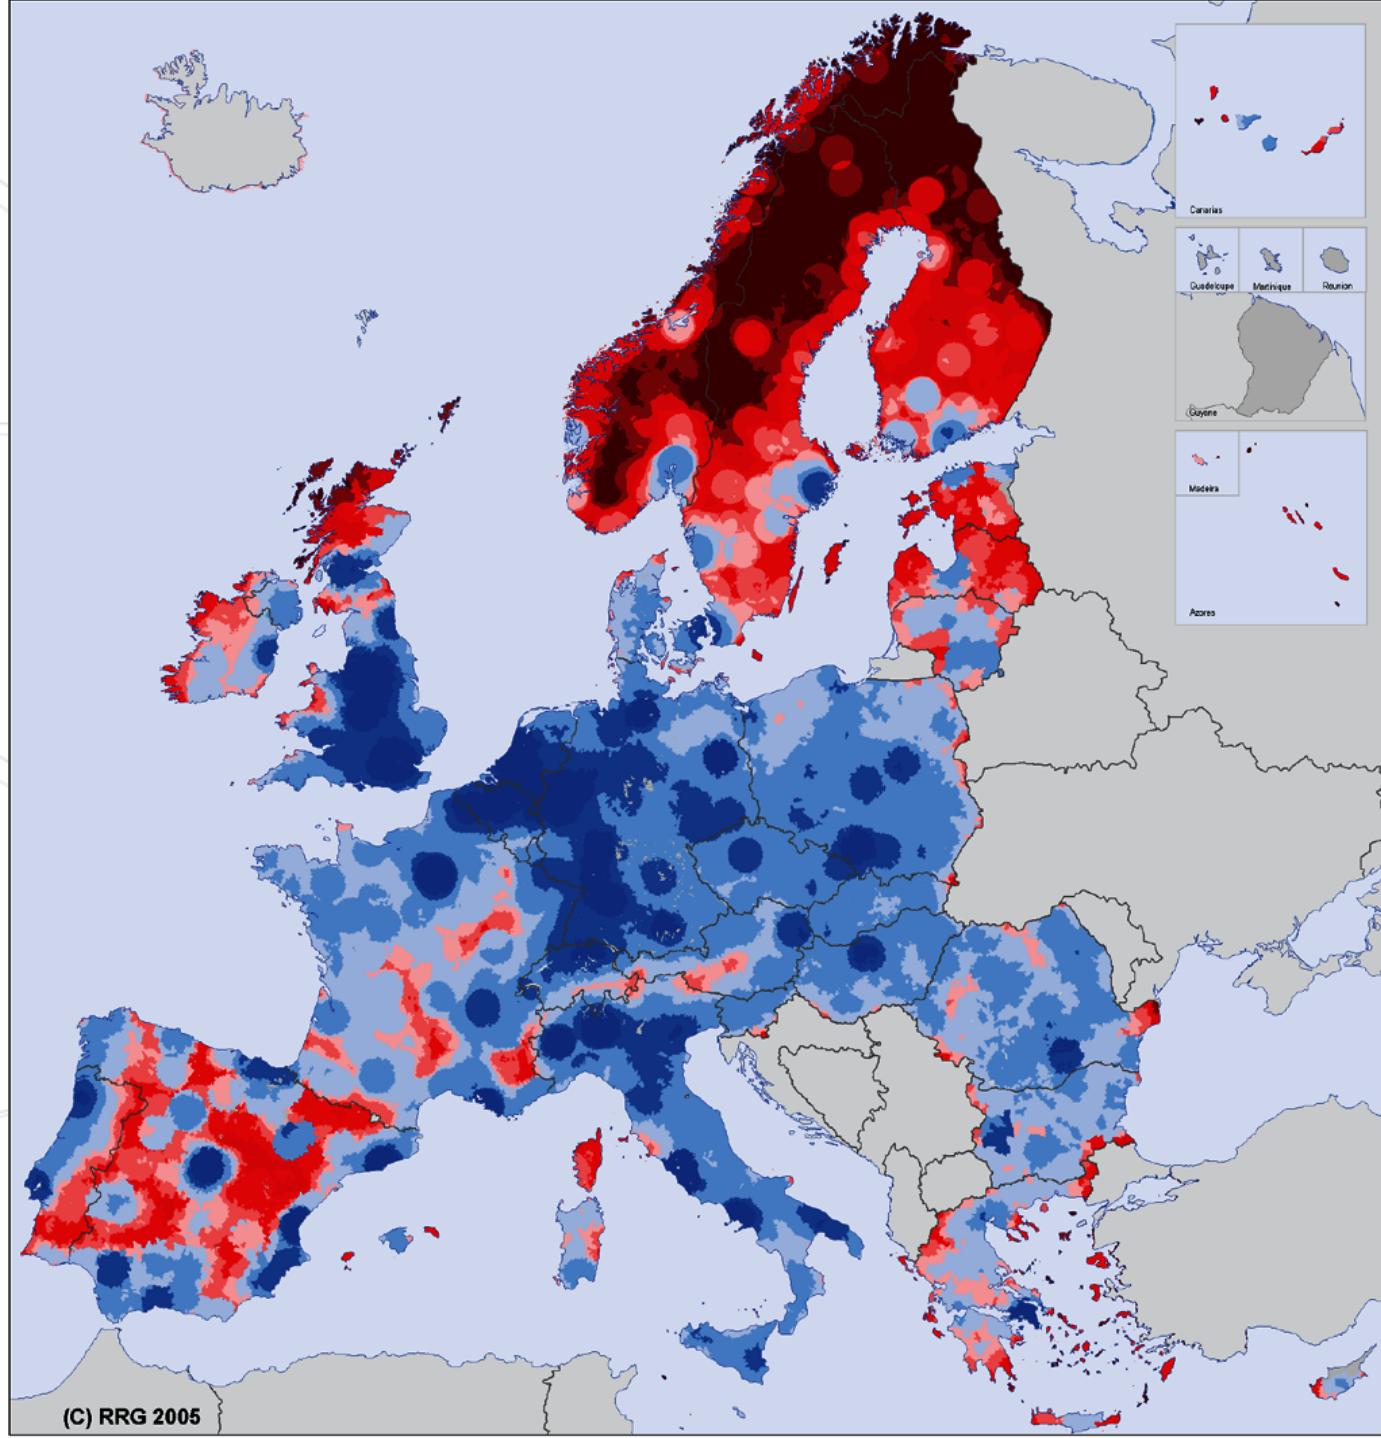 Canarias
Guadeloupe
Martinique
Reunion
Guyane
Madeira
Azores
(C) RRG 2005